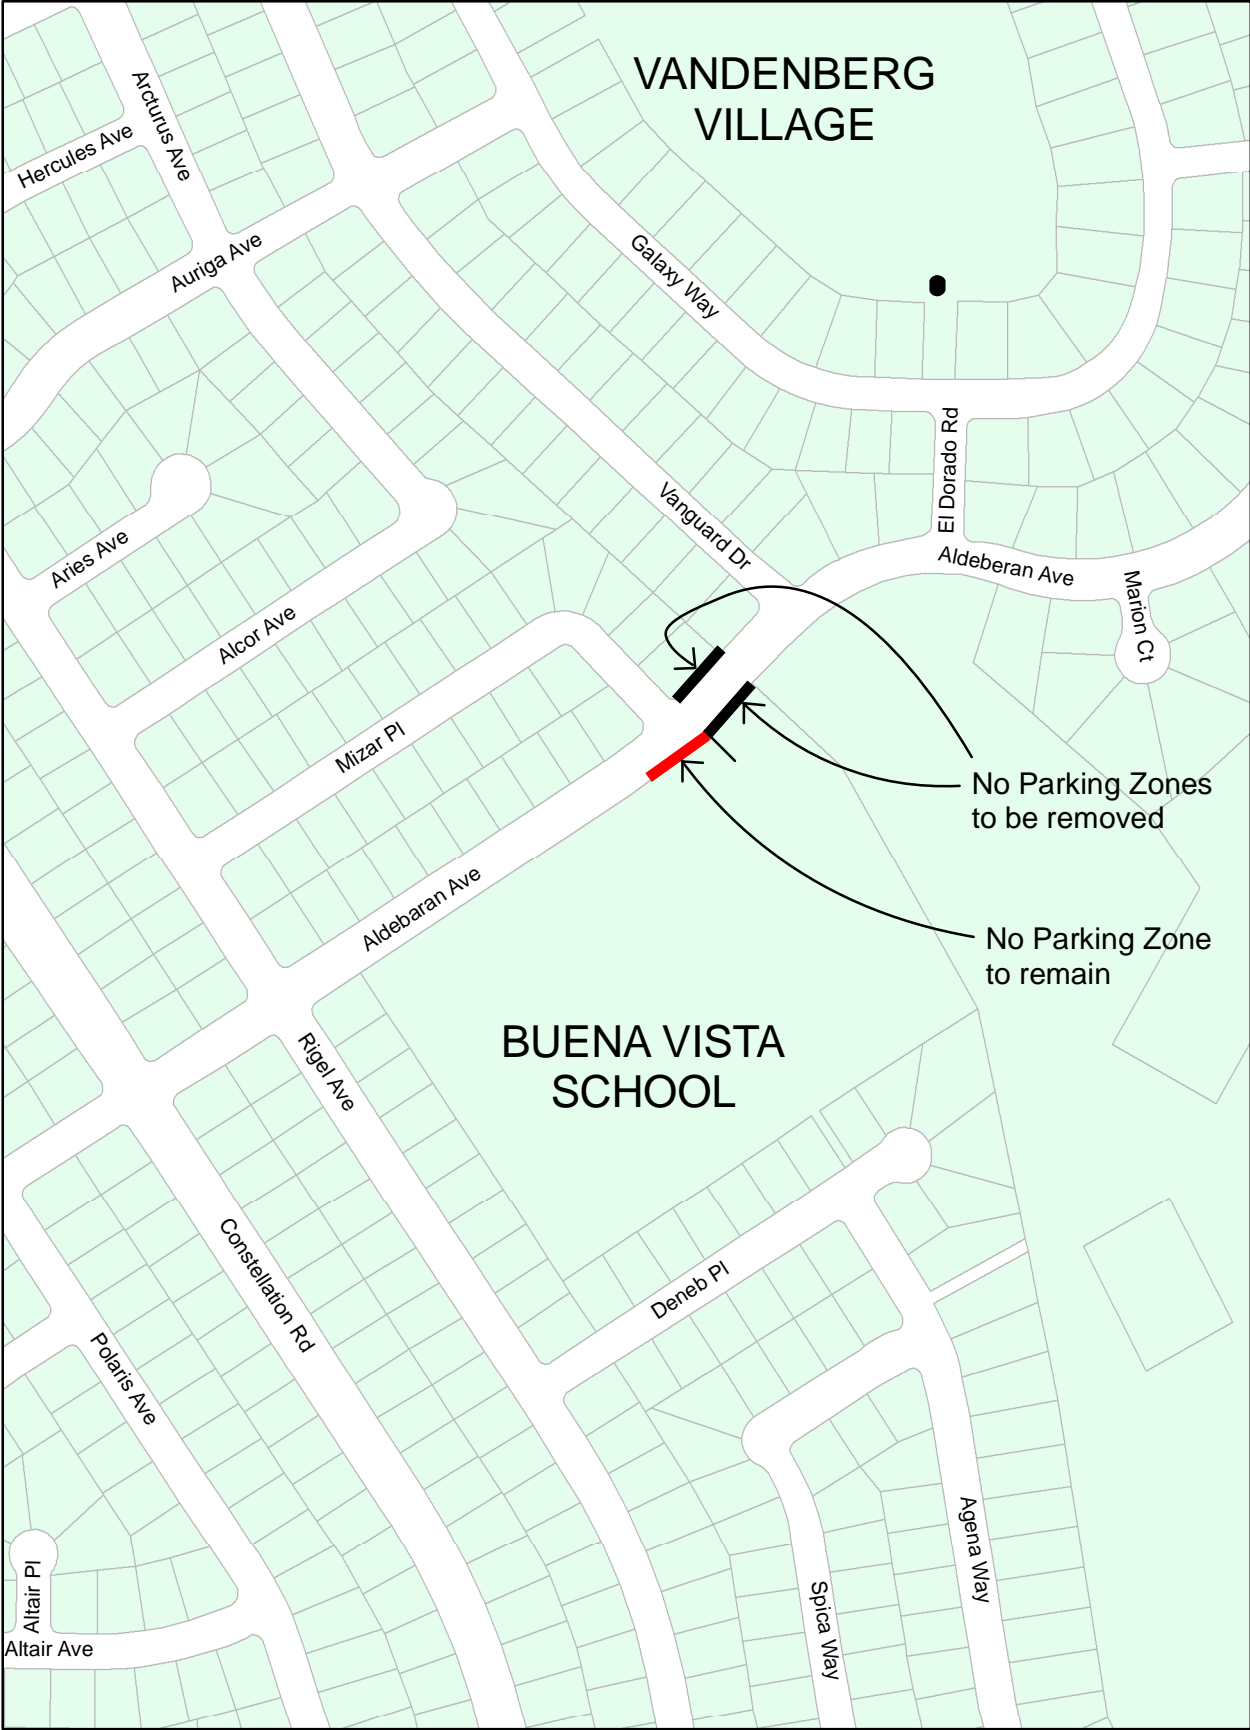 VANDENBERG
VILLAGE
Arcturus Ave
Hercules Ave
Auriga Ave
Galaxy Way
El Dorado Rd
Vanguard Dr
Aldeberan Ave
Marion Ct
Aries Ave
Alcor Ave
Mizar Pl
No Parking Zones
to be removed
Aldebaran Ave
No Parking Zone
to remain
BUENA VISTA
SCHOOL
Rigel Ave
Constellation Rd
Deneb Pl
Polaris Ave
Agena Way
Spica Way
Altair Pl
Altair Ave